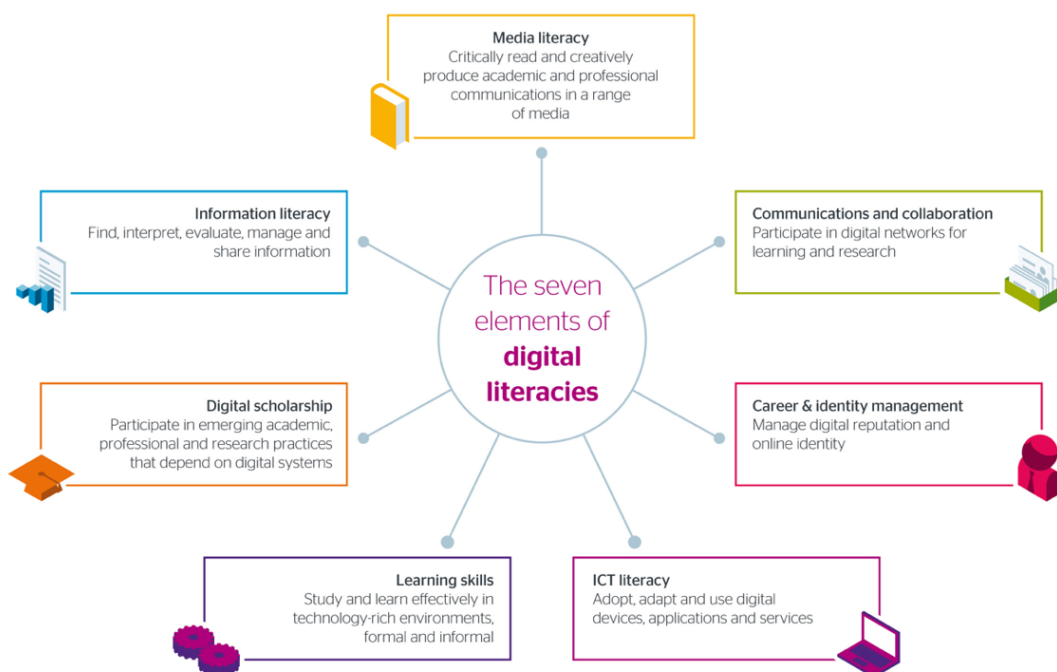 Media literacy
Critically read and creatively
produce academic and professional
communications in a range
of media
Information literacy
Find, interpret, evaluate, manage and
share information
Communications and collaboration
Participate in digital networks for
learning and research
The seven
elements of
digital
literacies
Digital scholarship
Participate in emerging academic,
professional and research practices
that depend on digital systems
Career & identity management
Manage digital reputation and
online identity
Learning skills
Study and learn effectively in
technology-rich environments,
formal and informal
ICT literacy
Adopt, adapt and use digital
devices, applications and services